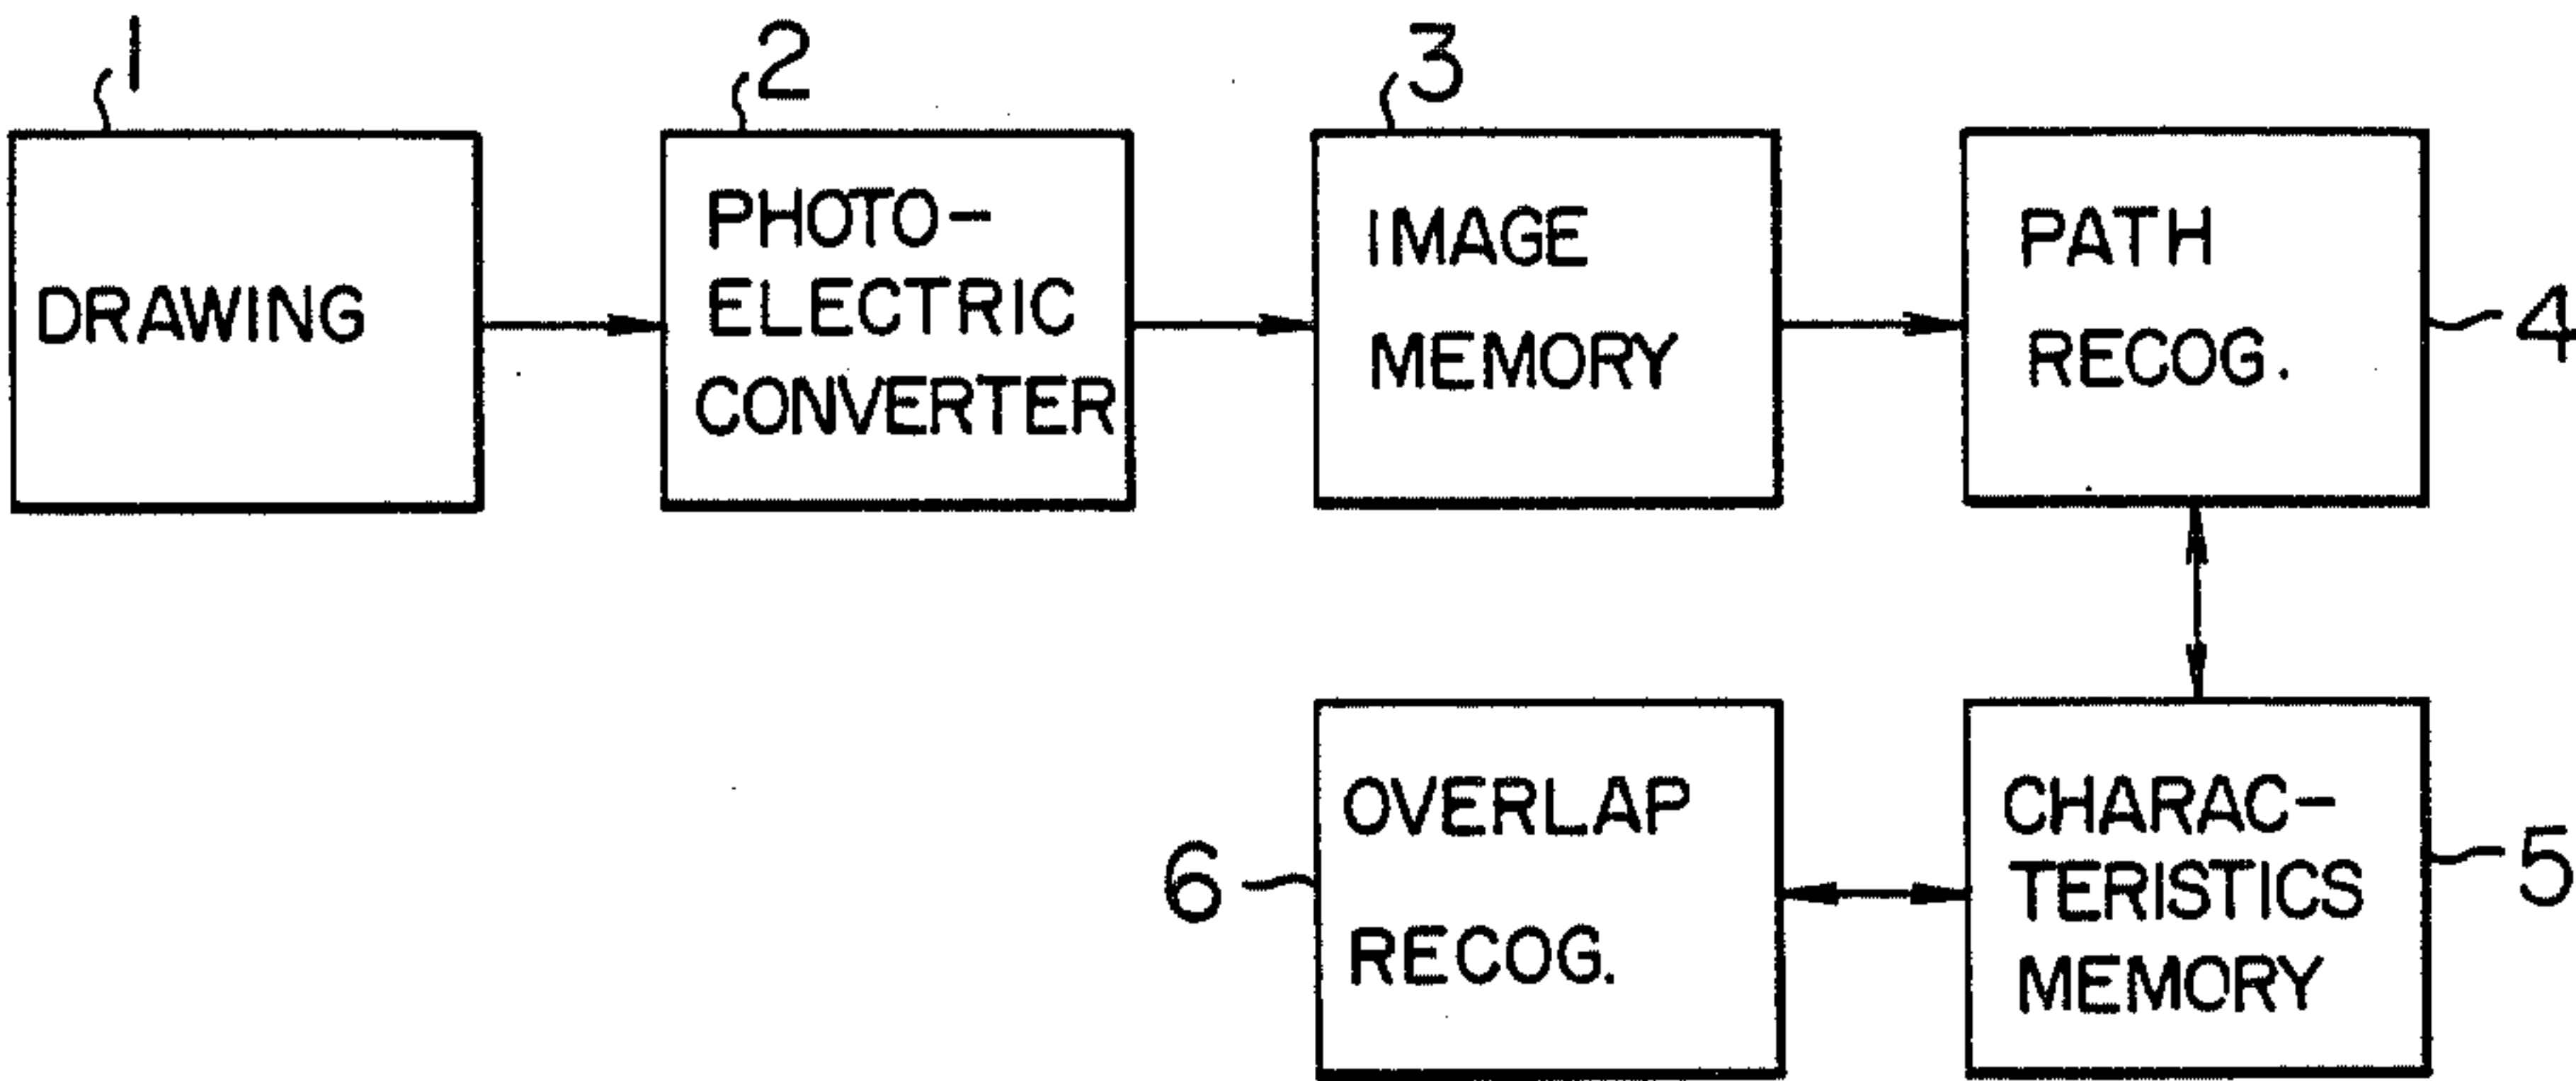 1
DRAWING
2
PHOTO-
ELECTRIC
CONVERTER
3
IMAGE
MEMORY
PATH
RECOG.
4
OVERLAP
RECOG.
6
CHARAC-
TERISTICS
MEMORY
5